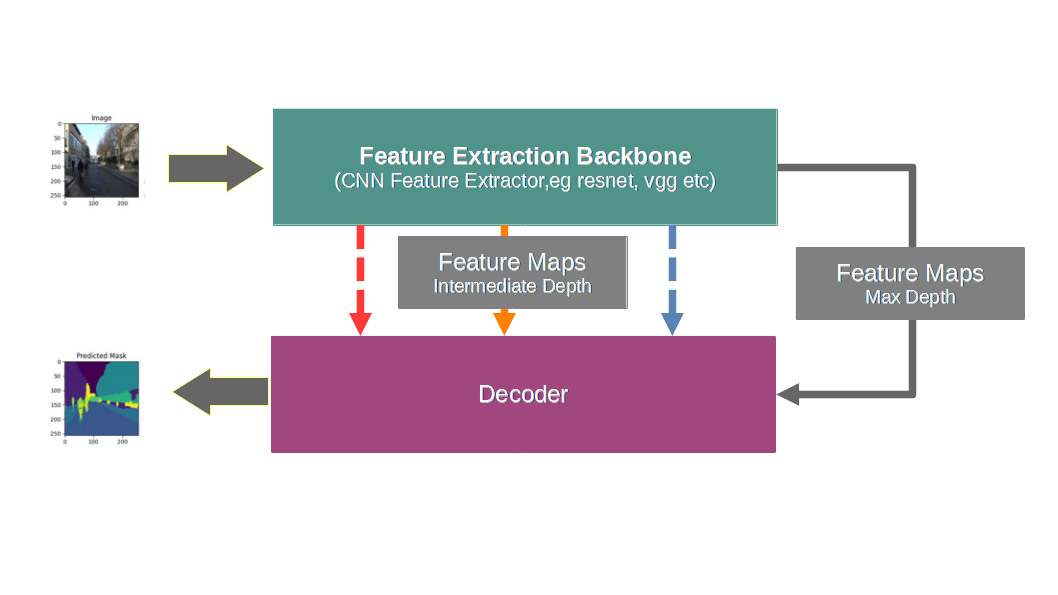 Image
0
50
100
150
200
250
0 100 200
Feature Extraction Backbone
(CNN Feature Extractor,eg resnet, vgg etc)
Feature Maps
Intermediate Depth
Feature Maps
Max Depth
Predicted Mask
0
50
100
150
200
250
0 100 200
Decoder